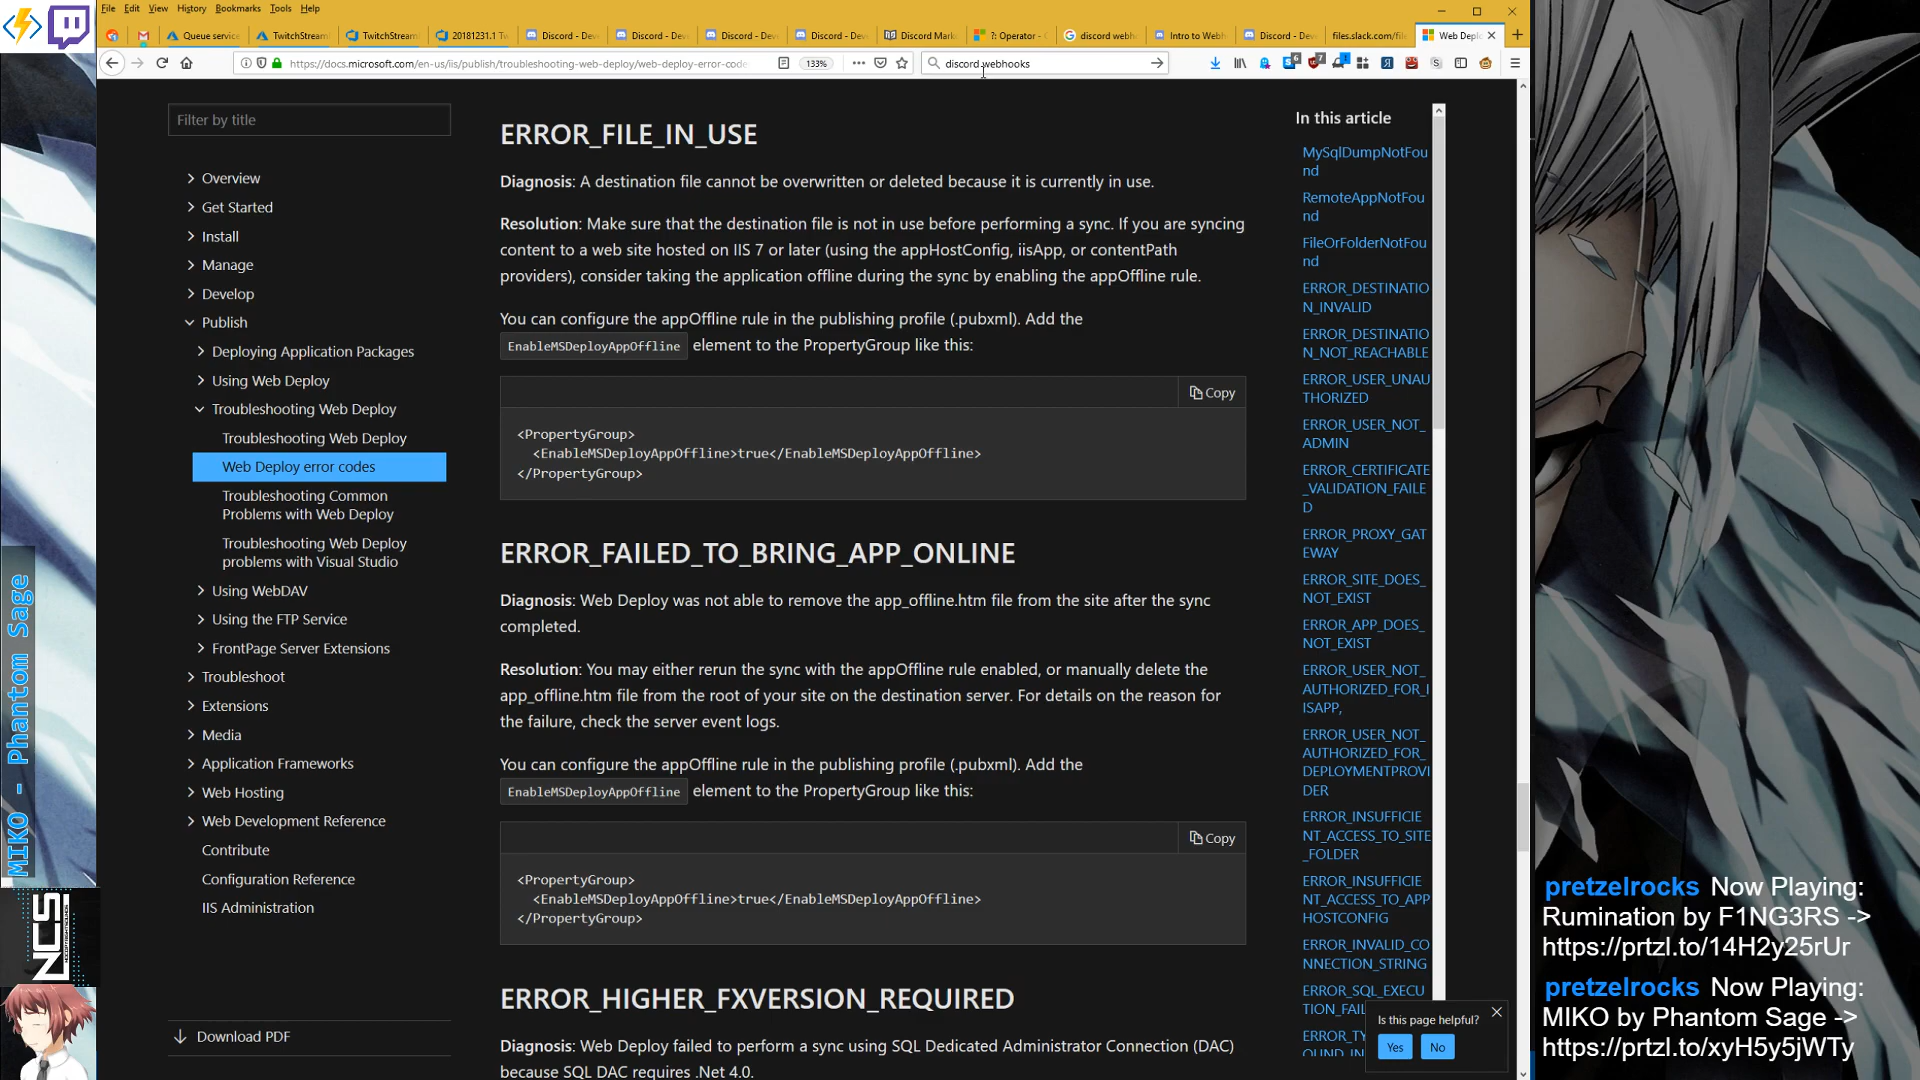 File Edit View History Bookmarks Tools Help
Queue service TwitchStream TwitchStream 20181231.1 Tw Discord - Dev Discord - Dev Discord - Dev Discord - Dev Discord Mark ?: Operator - C discord webh Intro to Webh Discord - Dev files.slack.com/file Web Deplo
https://docs.microsoft.com/en-us/iis/publish/troubleshooting-web-deploy/web-deploy-error-code 133% discord webhooks
Filter by title
Overview
Get Started
Install
Manage
Develop
Publish
Deploying Application Packages
Using Web Deploy
Troubleshooting Web Deploy
Troubleshooting Web Deploy
Web Deploy error codes
Troubleshooting Common
Problems with Web Deploy
Troubleshooting Web Deploy
problems with Visual Studio
Using WebDAV
Using the FTP Service
FrontPage Server Extensions
Troubleshoot
Extensions
Media
Application Frameworks
Web Hosting
Web Development Reference
Contribute
Configuration Reference
IIS Administration
Download PDF
ERROR_FILE_IN_USE
Diagnosis: A destination file cannot be overwritten or deleted because it is currently in use.
Resolution: Make sure that the destination file is not in use before performing a sync. If you are syncing
content to a web site hosted on IIS 7 or later (using the appHostConfig, iisApp, or contentPath
providers), consider taking the application offline during the sync by enabling the appOffline rule.
You can configure the appOffline rule in the publishing profile (.pubxml). Add the
EnableMSDeployAppOffline element to the PropertyGroup like this:
Copy
<PropertyGroup>
<EnableMSDeployAppOffline>true</EnableMSDeployAppOffline>
</PropertyGroup>
ERROR_FAILED_TO_BRING_APP_ONLINE
Diagnosis: Web Deploy was not able to remove the app_offline.htm file from the site after the sync
completed.
Resolution: You may either rerun the sync with the appOffline rule enabled, or manually delete the
app_offline.htm file from the root of your site on the destination server. For details on the reason for
the failure, check the server event logs.
You can configure the appOffline rule in the publishing profile (.pubxml). Add the
EnableMSDeployAppOffline element to the PropertyGroup like this:
Copy
<PropertyGroup>
<EnableMSDeployAppOffline>true</EnableMSDeployAppOffline>
</PropertyGroup>
ERROR_HIGHER_FXVERSION_REQUIRED
Diagnosis: Web Deploy failed to perform a sync using SQL Dedicated Administrator Connection (DAC)
because SQL DAC requires .Net 4.0.
In this article
MySqlDumpNotFou
nd
RemoteAppNotFou
nd
FileOrFolderNotFou
nd
ERROR_DESTINATIO
N_INVALID
ERROR_DESTINATIO
N_NOT_REACHABLE
ERROR_USER_UNAU
THORIZED
ERROR_USER_NOT_
ADMIN
ERROR_CERTIFICATE
_VALIDATION_FAILE
D
ERROR_PROXY_GAT
EWAY
ERROR_SITE_DOES_
NOT_EXIST
ERROR_APP_DOES_
NOT_EXIST
ERROR_USER_NOT_
AUTHORIZED_FOR_I
ISAPP,
ERROR_USER_NOT_
AUTHORIZED_FOR_
DEPLOYMENTPROVI
DER
ERROR_INSUFFICIE
NT_ACCESS_TO_SITE
_FOLDER
ERROR_INSUFFICIE
NT_ACCESS_TO_APP
HOSTCONFIG
ERROR_INVALID_CO
NNECTION_STRING
ERROR_SQL_EXECU
TION_FAIL
ERROR_TY
OUND_IN
Is this page helpful?
Yes No
MIKO - Phantom Sage
NCS
pretzelrocks Now Playing:
Rumination by F1NG3RS ->
https://prtzl.to/14H2y25rUr
pretzelrocks Now Playing:
MIKO by Phantom Sage ->
https://prtzl.to/xyH5y5jWTy